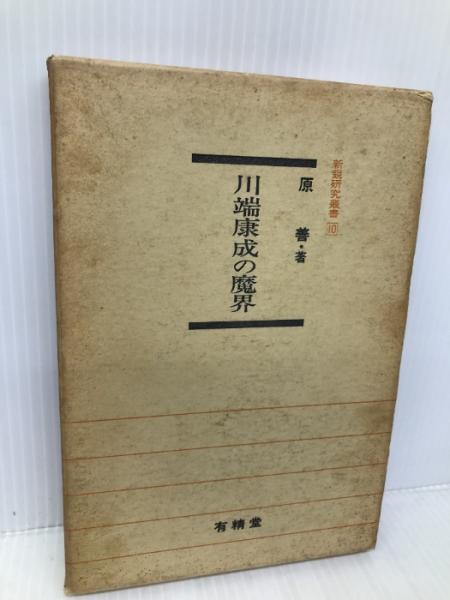 新鋭研究叢書 10
原 善・著
川端康成の魔界
有精堂